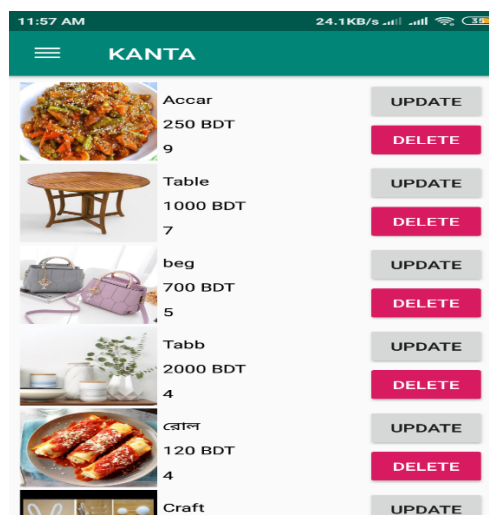 11:57 AM 24.1KB/s 35
KANTA
Accar
UPDATE
250 BDT
DELETE
9
Table
UPDATE
1000 BDT
DELETE
7
beg
UPDATE
700 BDT
DELETE
5
Tabb
UPDATE
2000 BDT
DELETE
4
রোল
UPDATE
120 BDT
DELETE
4
Craft
UPDATE